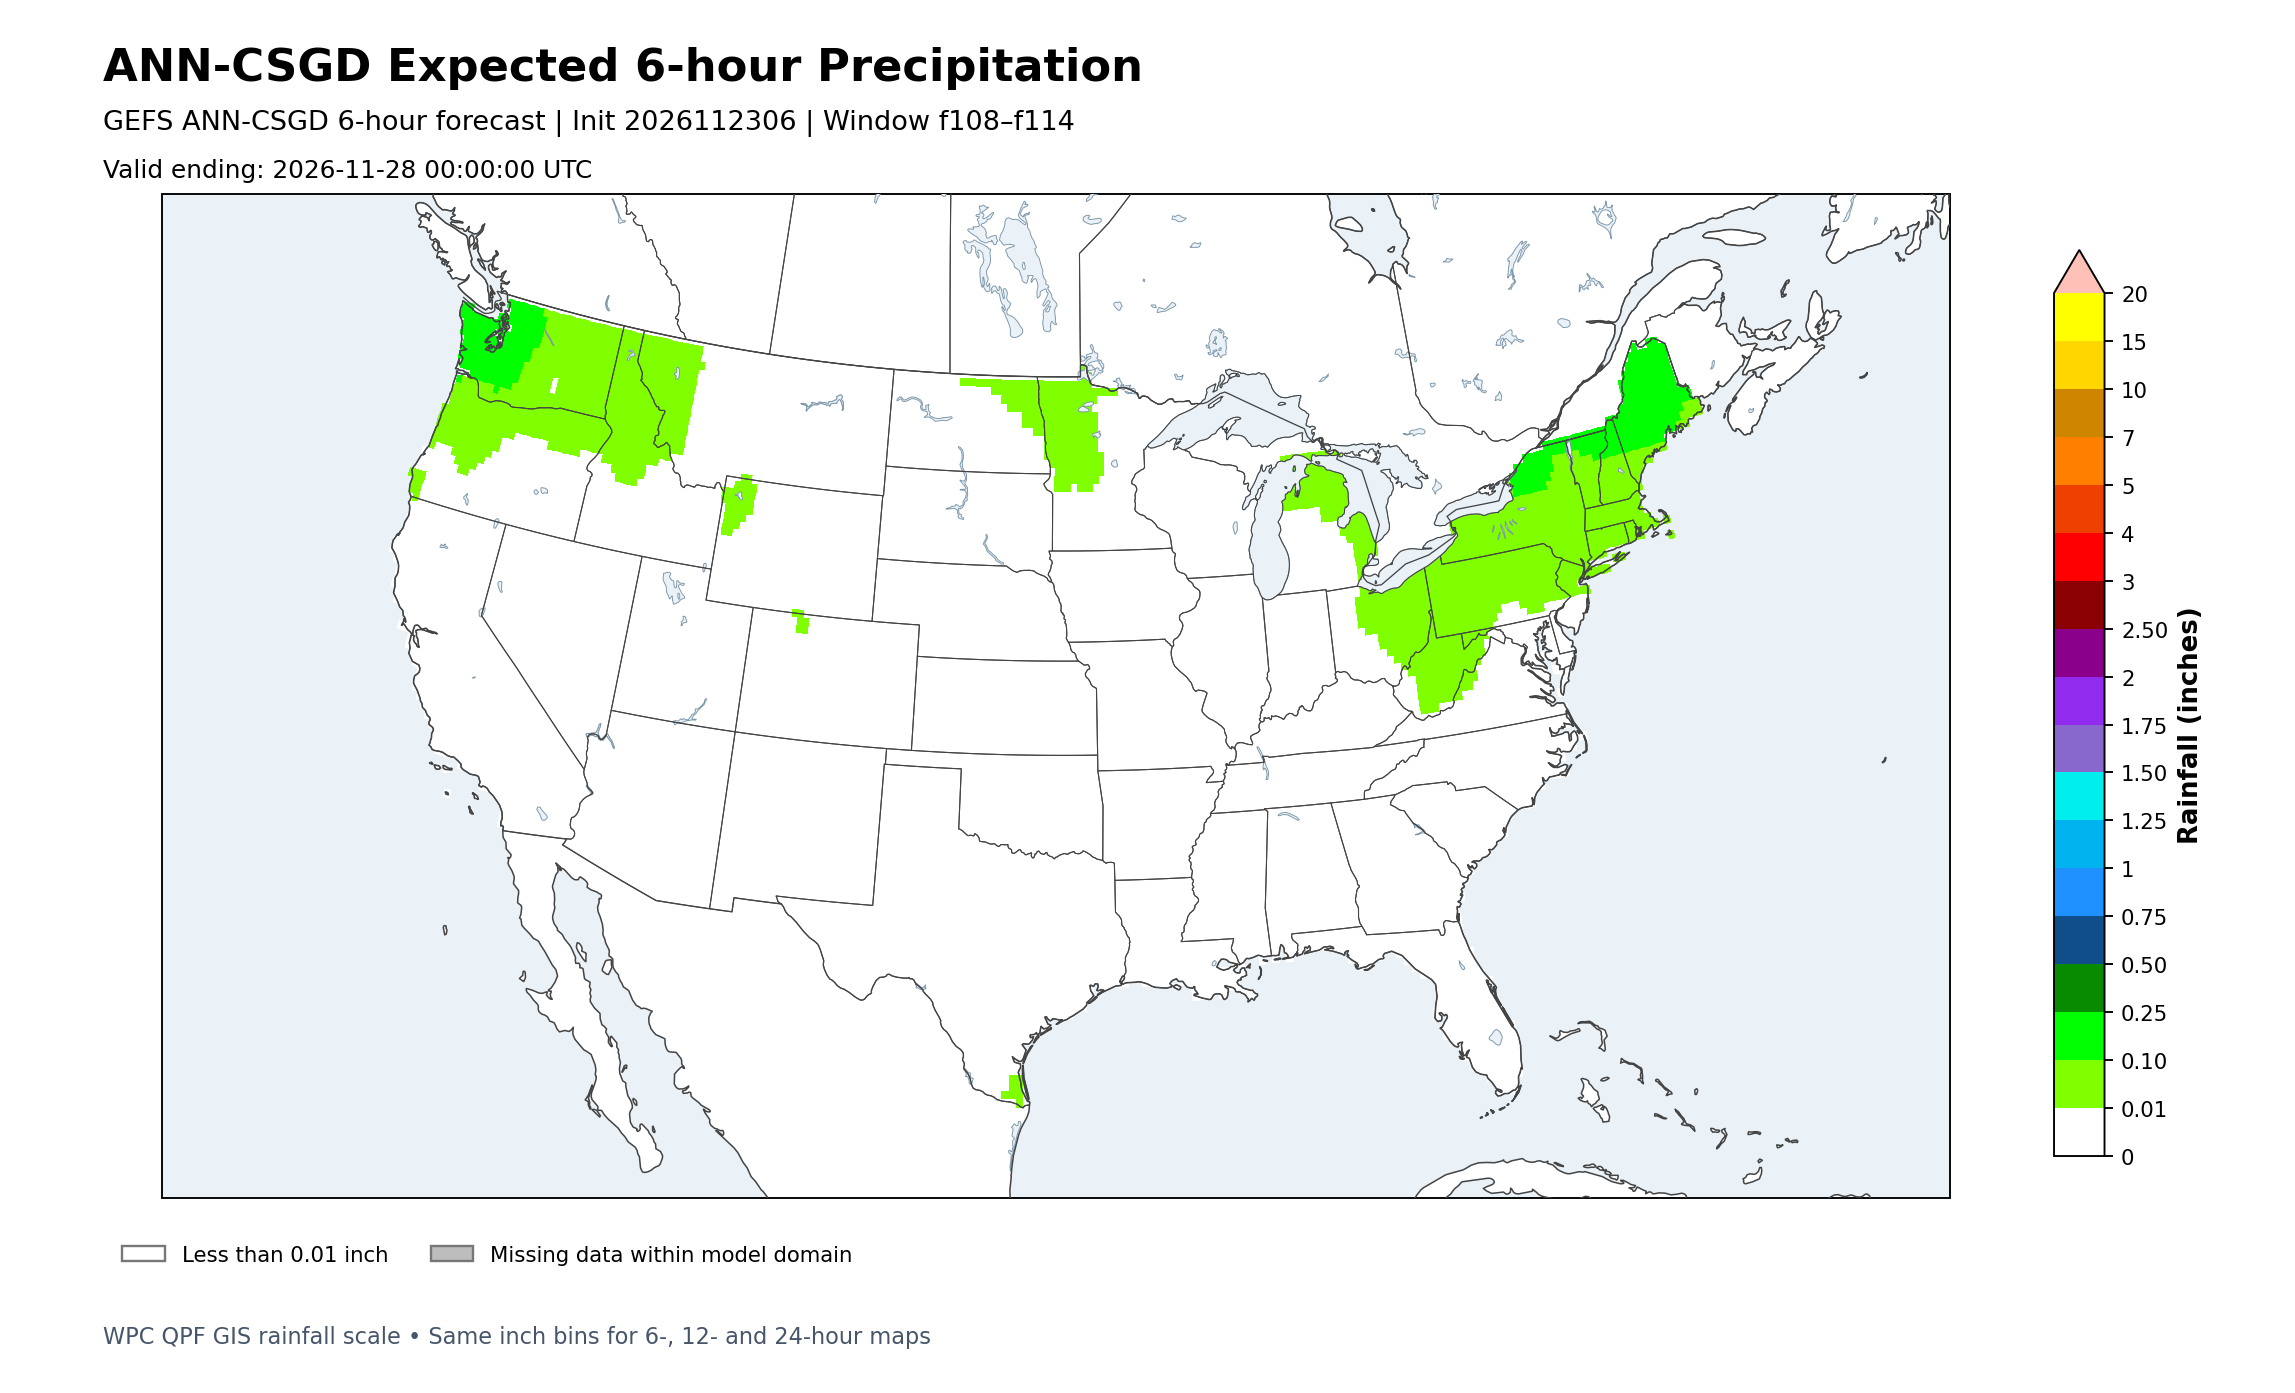 ANN-CSGD Expected 6-hour Precipitation
GEFS ANN-CSGD 6-hour forecast | Init 2026112306 | Window f108–f114
Valid ending: 2026-11-28 00:00:00 UTC
20
15
10
7
5
4
3
2.50
2
1.75
1.50
1.25
1
0.75
0.50
0.25
0.10
0.01
0
Rainfall (inches)
Less than 0.01 inch
Missing data within model domain
WPC QPF GIS rainfall scale • Same inch bins for 6-, 12- and 24-hour maps